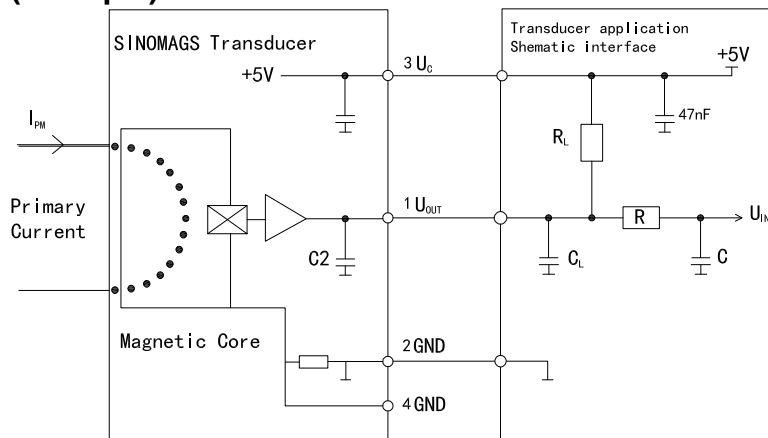 SINOMAGS Transducer
Transducer application
Shematic interface
+5V
3 U_C
+5V
47nF
I_PM
R_L
Primary
Current
1 U_OUT
R
U_IN
C2
C_L
C
Magnetic Core
2 GND
4 GND